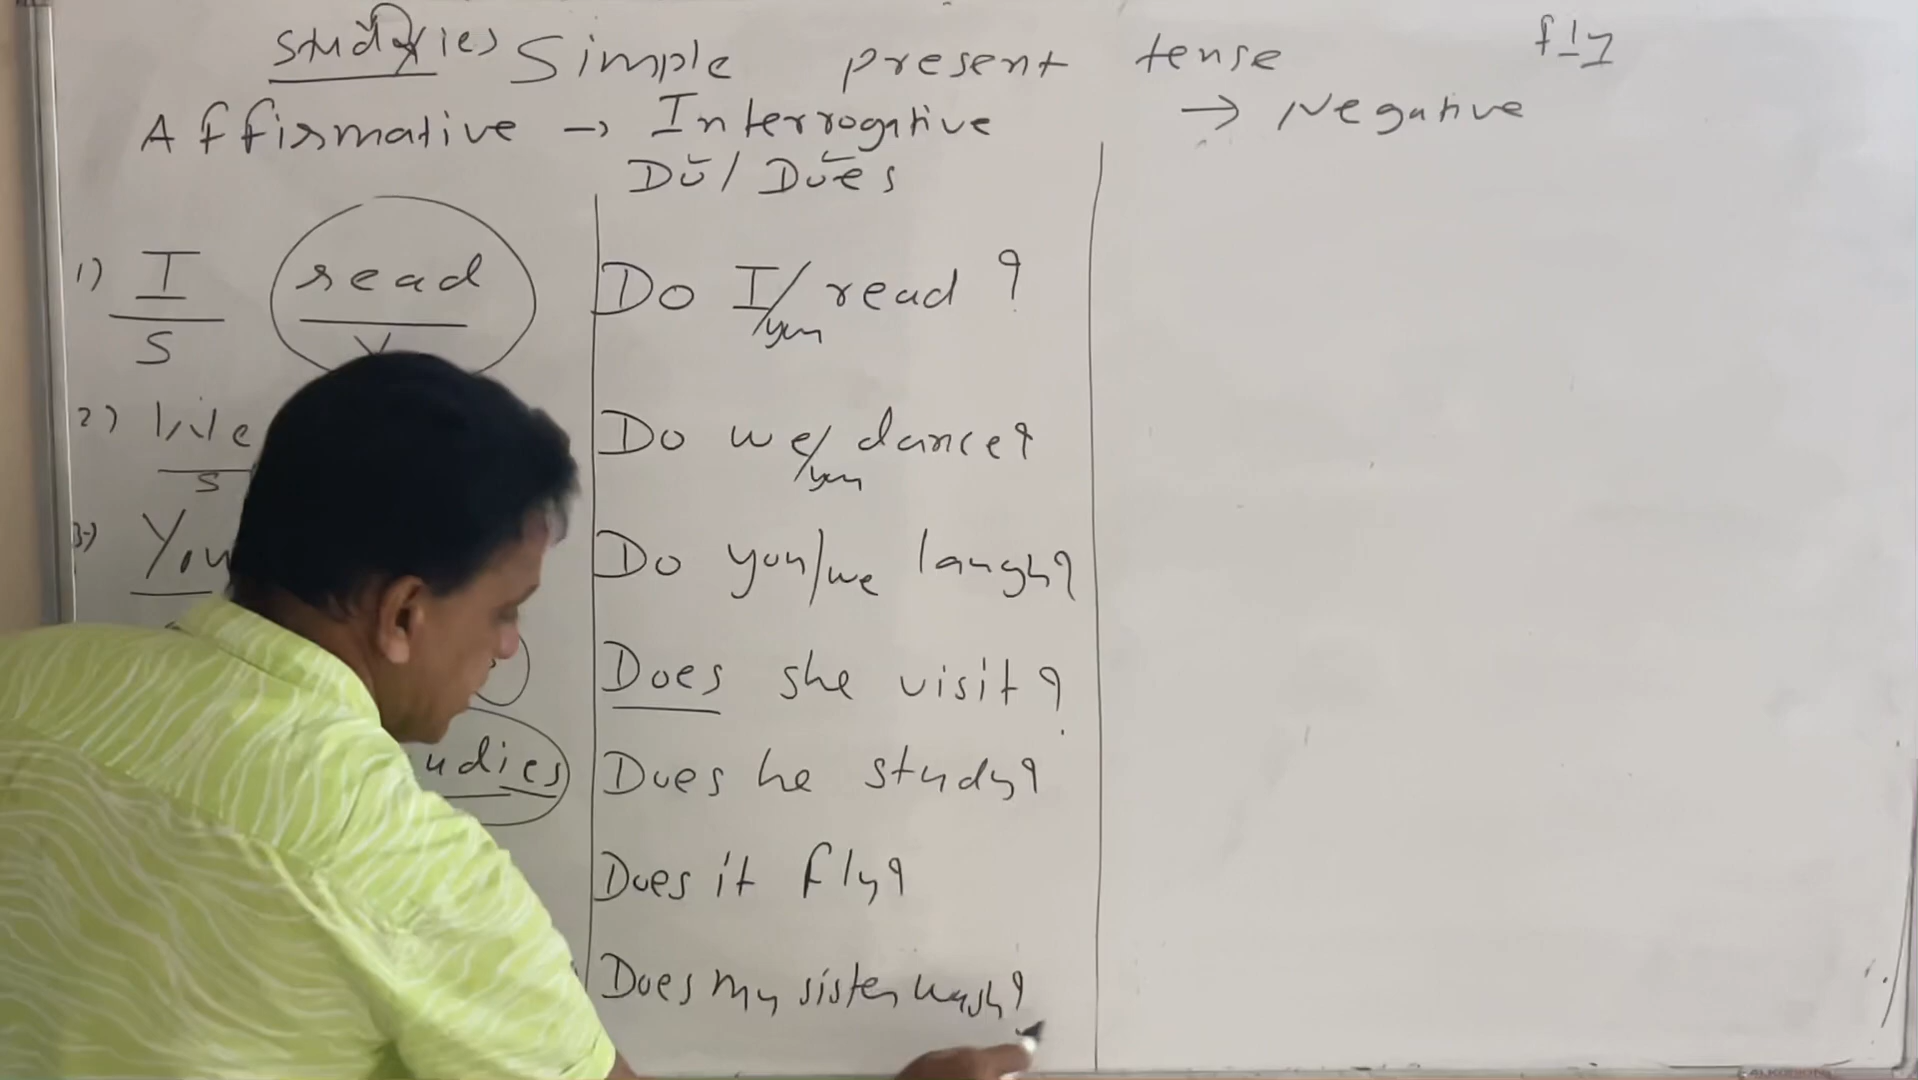 studyies Simple present tense fly
Affirmative → Interrogative → Negative
Do / Does
1) I read Do I/you read ?
S V
2) We Do we/you dance?
S
3) You Do you/we laugh?
Does she visit?
udies Does he study?
Does it fly?
Does my sister wash?